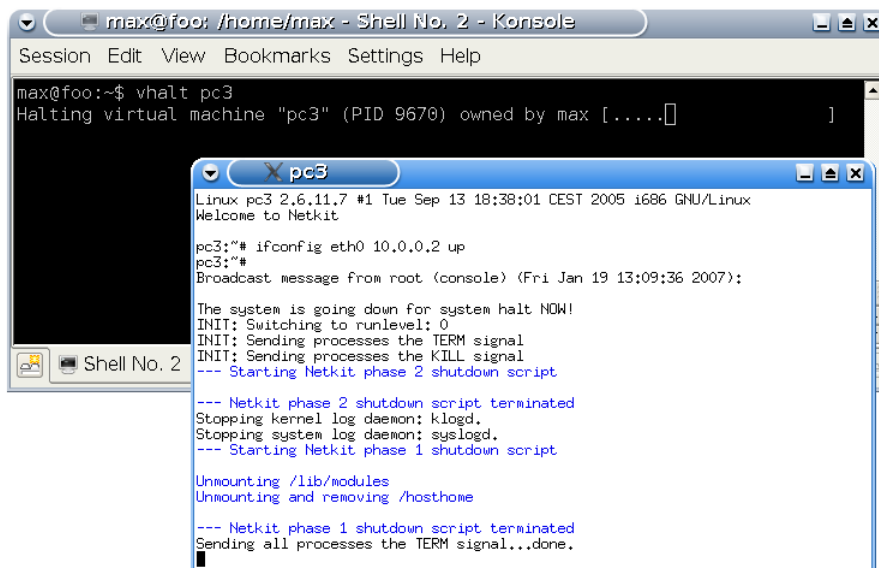 max@foo: /home/max - Shell No. 2 - Konsole
Session Edit View Bookmarks Settings Help
max@foo:~$ vhalt pc3
Halting virtual machine "pc3" (PID 9670) owned by max [..... ]
Shell No. 2
pc3
Linux pc3 2.6.11.7 #1 Tue Sep 13 18:38:01 CEST 2005 i686 GNU/Linux
Welcome to Netkit
pc3:~# ifconfig eth0 10.0.0.2 up
pc3:~#
Broadcast message from root (console) (Fri Jan 19 13:09:36 2007):
The system is going down for system halt NOW!
INIT: Switching to runlevel: 0
INIT: Sending processes the TERM signal
INIT: Sending processes the KILL signal
--- Starting Netkit phase 2 shutdown script
--- Netkit phase 2 shutdown script terminated
Stopping kernel log daemon: klogd.
Stopping system log daemon: syslogd.
--- Starting Netkit phase 1 shutdown script
Unmounting /lib/modules
Unmounting and removing /hosthome
--- Netkit phase 1 shutdown script terminated
Sending all processes the TERM signal...done.